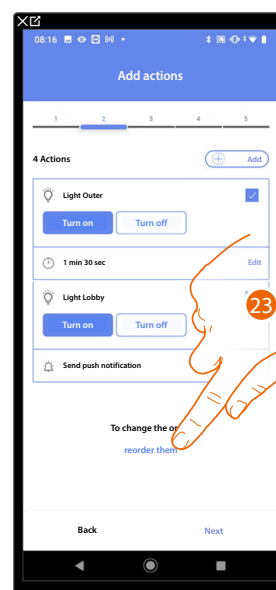 08:16
Add actions
1 2 3 4 5
4 Actions
Add
Light Outer
Turn on Turn off
1 min 30 sec Edit
Light Lobby
23
Turn on Turn off
Send push notification
To change the or
reorder them
Back Next